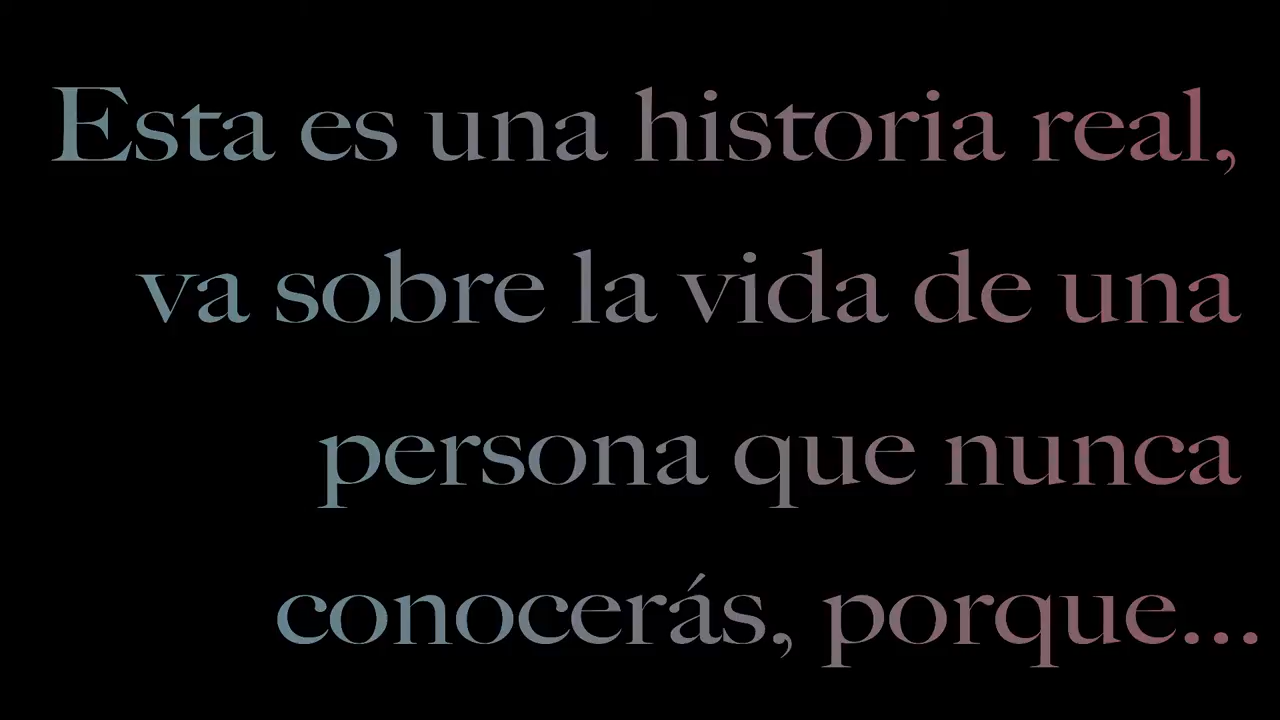 Esta es una historia real,
va sobre la vida de una
persona que nunca
conocerás, porque...